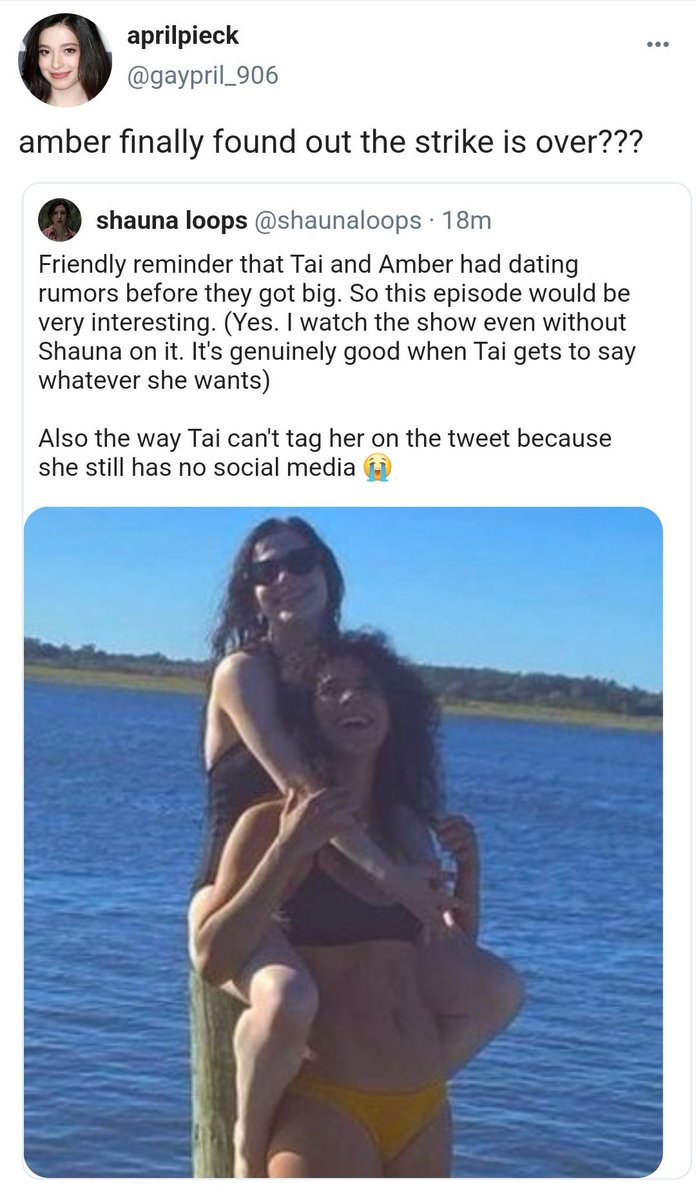 aprilpieck
@gaypril_906
amber finally found out the strike is over???
shauna loops @shaunaloops · 18m
Friendly reminder that Tai and Amber had dating
rumors before they got big. So this episode would be
very interesting. (Yes. I watch the show even without
Shauna on it. It's genuinely good when Tai gets to say
whatever she wants)
Also the way Tai can't tag her on the tweet because
she still has no social media 😭